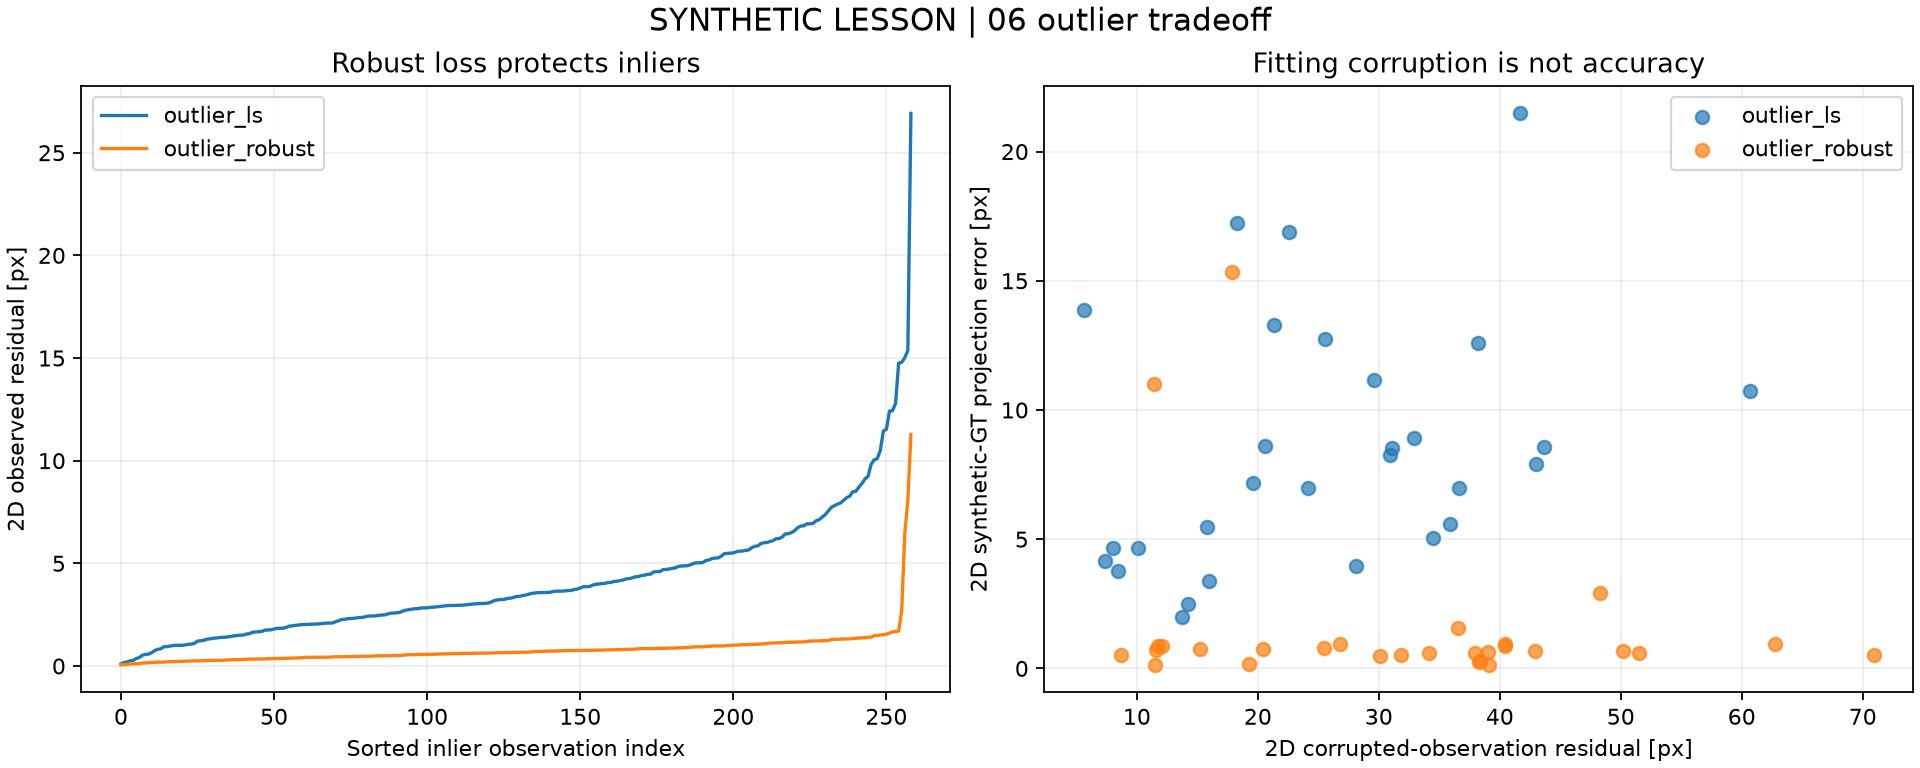 SYNTHETIC LESSON | 06 outlier tradeoff
Robust loss protects inliers
outlier_ls
outlier_robust
2D observed residual [px]
25
20
15
10
5
0
0 50 100 150 200 250
Sorted inlier observation index
Fitting corruption is not accuracy
outlier_ls
outlier_robust
2D synthetic-GT projection error [px]
20
15
10
5
0
10 20 30 40 50 60 70
2D corrupted-observation residual [px]